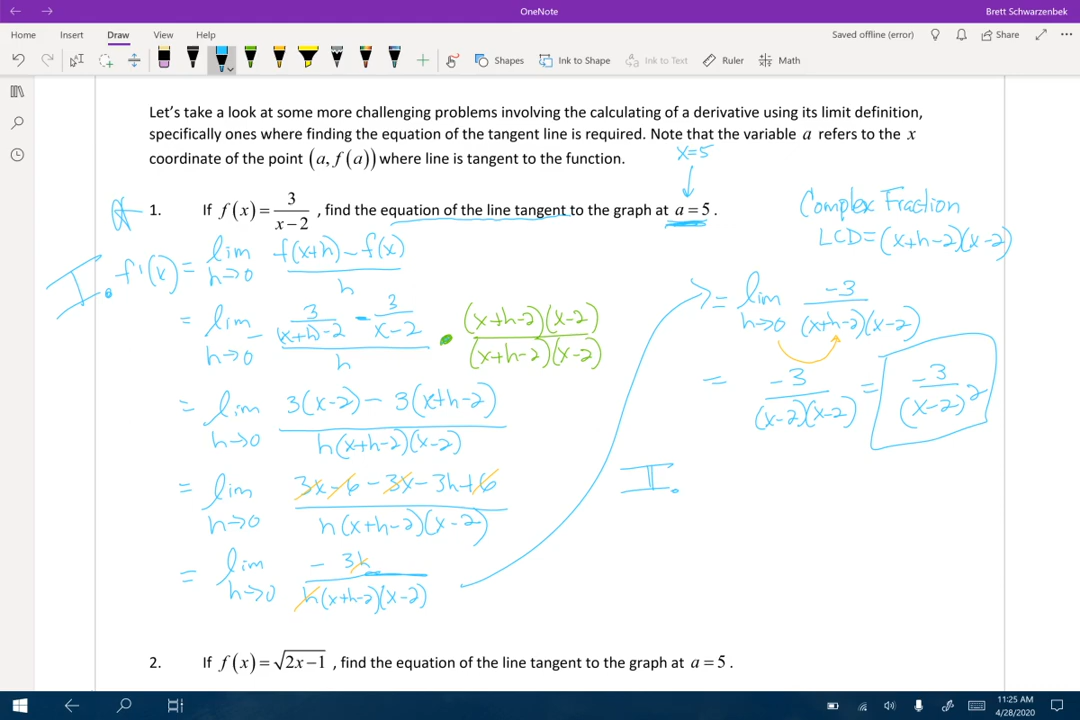 OneNote
Brett Schwarzenbek
Home Insert Draw View Help
Saved offline (error) Share
Shapes Ink to Shape Ink to Text Ruler Math
Let's take a look at some more challenging problems involving the calculating of a derivative using its limit definition,
specifically ones where finding the equation of the tangent line is required. Note that the variable a refers to the x
coordinate of the point (a, f(a)) where line is tangent to the function.
x=5
1. If f(x) = 3/(x−2), find the equation of the line tangent to the graph at a = 5.
Complex Fraction
LCD=(x+h-2)(x-2)
I. f'(x) = lim h→0 (f(x+h) - f(x))/h
= lim h→0 (3/((x+h)-2) - 3/(x-2))/h • ((x+h-2)(x-2))/((x+h-2)(x-2))
= lim h→0 (3(x-2) - 3(x+h-2))/(h(x+h-2)(x-2))
= lim h→0 (3x-6-3x-3h+6)/(h(x+h-2)(x-2))
= lim h→0 (-3h)/(h(x+h-2)(x-2))
= lim h→0 (-3)/((x+h-2)(x-2))
= (-3)/((x-2)(x-2)) = (-3)/(x-2)²
I.
2. If f(x) = √(2x−1), find the equation of the line tangent to the graph at a = 5.
11:25 AM
4/28/2020